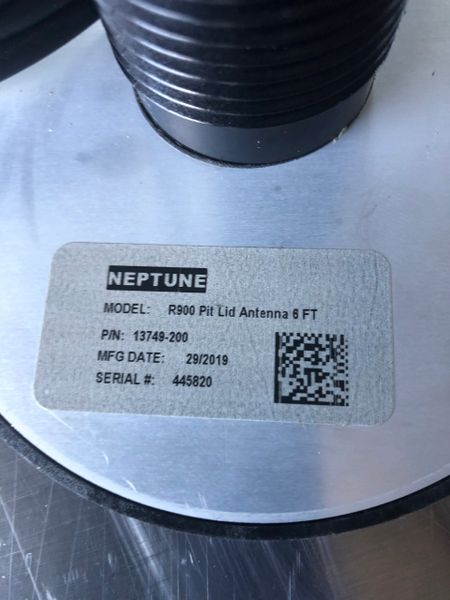 NEPTUNE
MODEL: R900 Pit Lid Antenna 6 FT
P/N: 13749-200
MFG DATE: 29/2019
SERIAL #: 445820